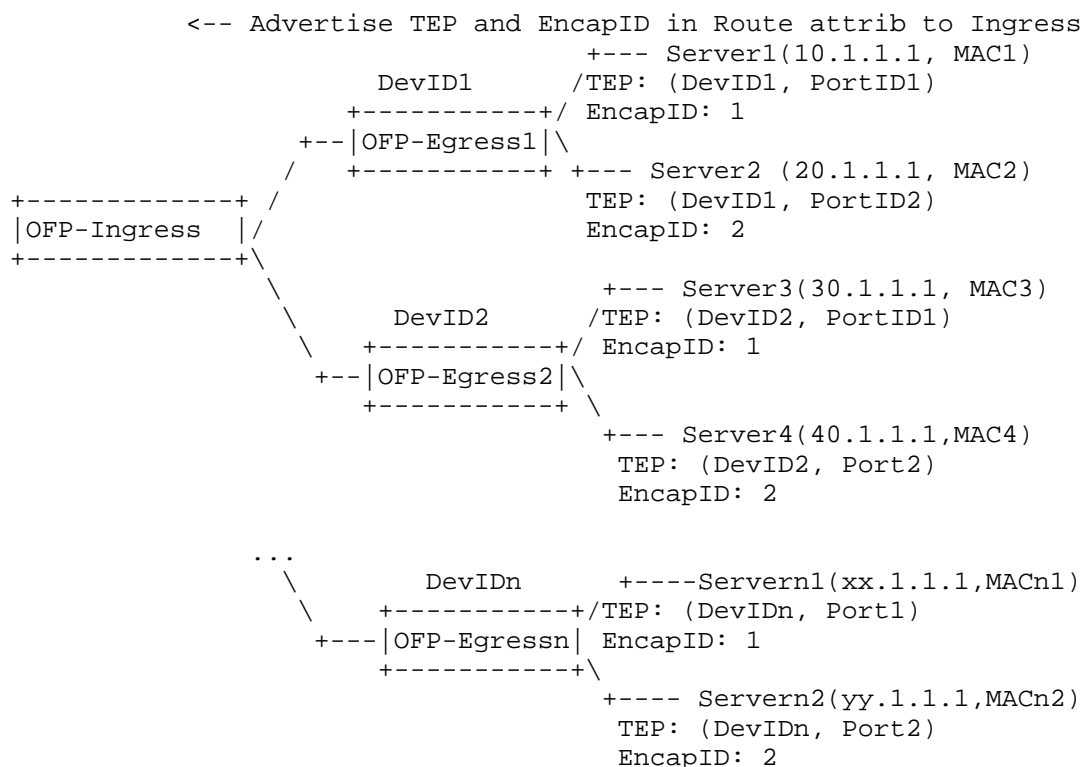 <-- Advertise TEP and EncapID in Route attrib to Ingress
+--- Server1(10.1.1.1, MAC1)
DevID1 /TEP: (DevID1, PortID1)
+-----------+/ EncapID: 1
+--|OFP-Egress1|\
/ +-----------+ +--- Server2 (20.1.1.1, MAC2)
+-------------+ / TEP: (DevID1, PortID2)
|OFP-Ingress |/ EncapID: 2
+-------------+\
\ +--- Server3(30.1.1.1, MAC3)
\ DevID2 /TEP: (DevID2, PortID1)
\ +-----------+/ EncapID: 1
+--|OFP-Egress2|\
+-----------+ \
+--- Server4(40.1.1.1,MAC4)
TEP: (DevID2, Port2)
EncapID: 2
...
\ DevIDn +----Servern1(xx.1.1.1,MACn1)
\ +-----------+/TEP: (DevIDn, Port1)
+---|OFP-Egressn| EncapID: 1
+-----------+\
+---- Servern2(yy.1.1.1,MACn2)
TEP: (DevIDn, Port2)
EncapID: 2